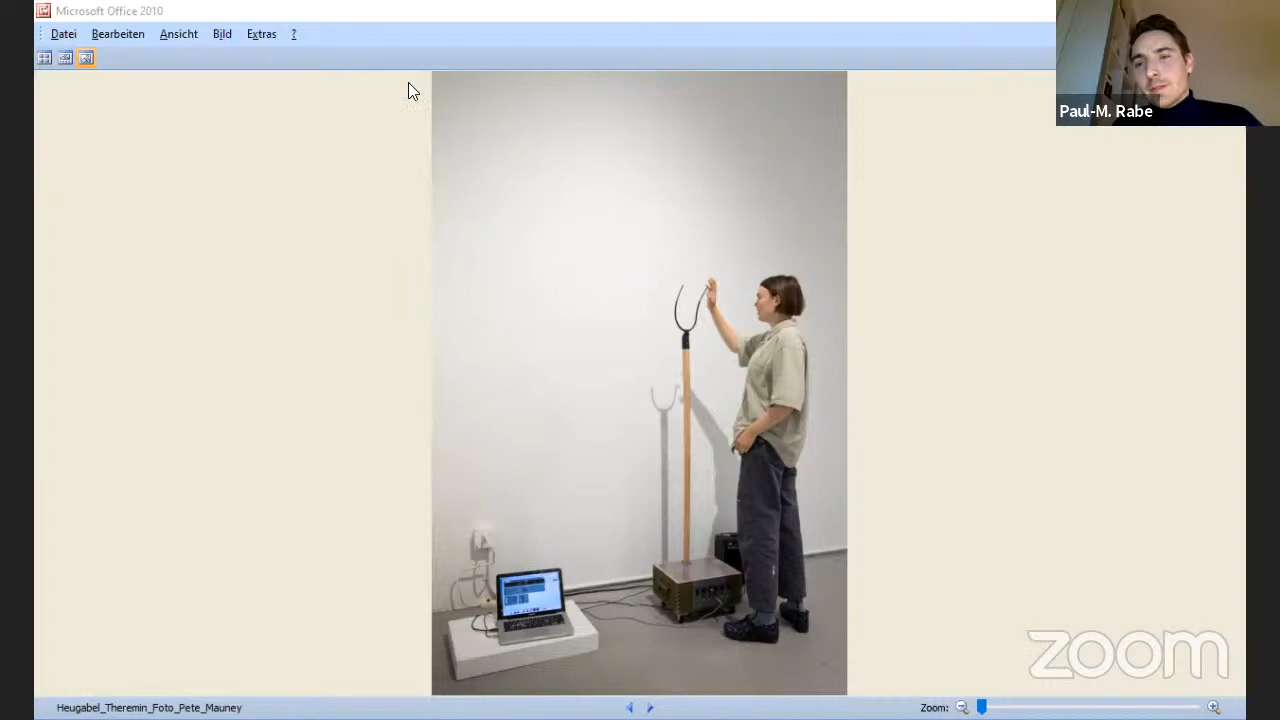 Microsoft Office 2010
Datei Bearbeiten Ansicht Bild Extras ?
Paul-M. Rabe
zoom
Heugabel_Theremin_Foto_Pete_Mauney
Zoom: